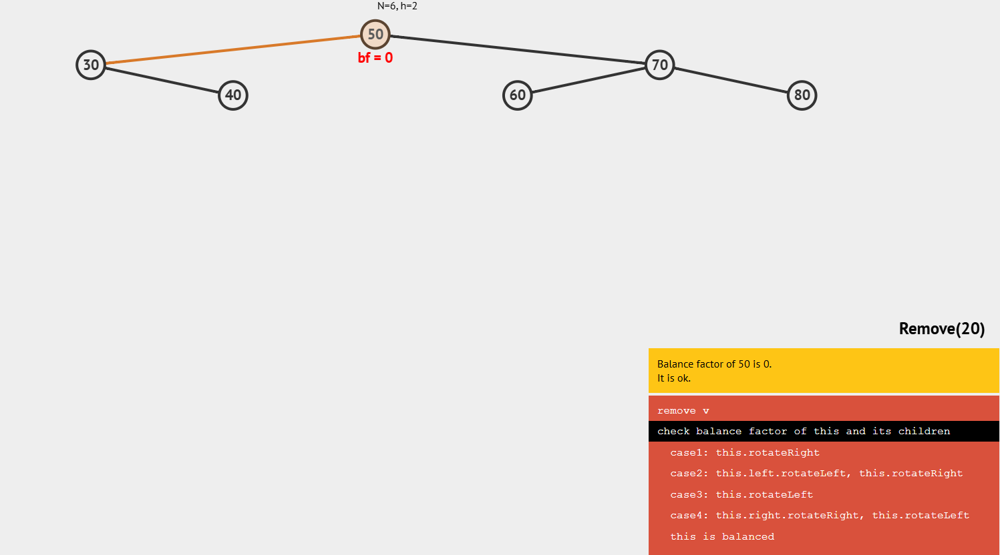 N=6, h=2
50
bf = 0
30
70
40
60
80
Remove(20)
Balance factor of 50 is 0.
It is ok.
remove v
check balance factor of this and its children
case1: this.rotateRight
case2: this.left.rotateLeft, this.rotateRight
case3: this.rotateLeft
case4: this.right.rotateRight, this.rotateLeft
this is balanced